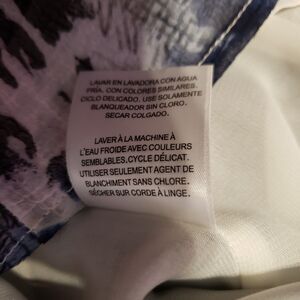 LAVAR EN LAVADORA CON AGUA
FRÍA. CON COLORES SIMILARES.
CICLO DELICADO. USE SOLAMENTE
BLANQUEADOR SIN CLORO.
SECAR COLGADO.
LAVER À LA MACHINE À
L'EAU FROIDE AVEC COULEURS
SEMBLABLES, CYCLE DÉLICAT.
UTILISER SEULEMENT AGENT DE
BLANCHIMENT SANS CHLORE.
SÉCHER SUR CORDE À LINGE.